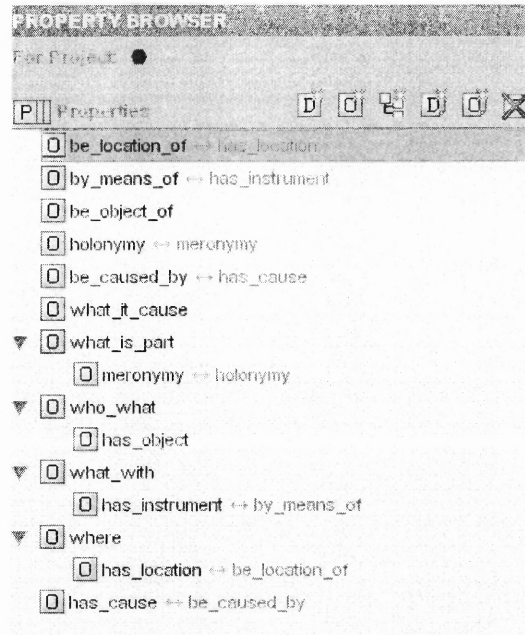 PROPERTY BROWSER
For Project:
P Properties D O D O
O be_location_of ↔ has_location
O by_means_of ↔ has_instrument
O be_object_of
O holonymy ↔ meronymy
O be_caused_by ↔ has_cause
O what_it_cause
O what_is_part
O meronymy ↔ holonymy
O who_what
O has_object
O what_with
O has_instrument ↔ by_means_of
O where
O has_location ↔ be_location_of
O has_cause ↔ be_caused_by